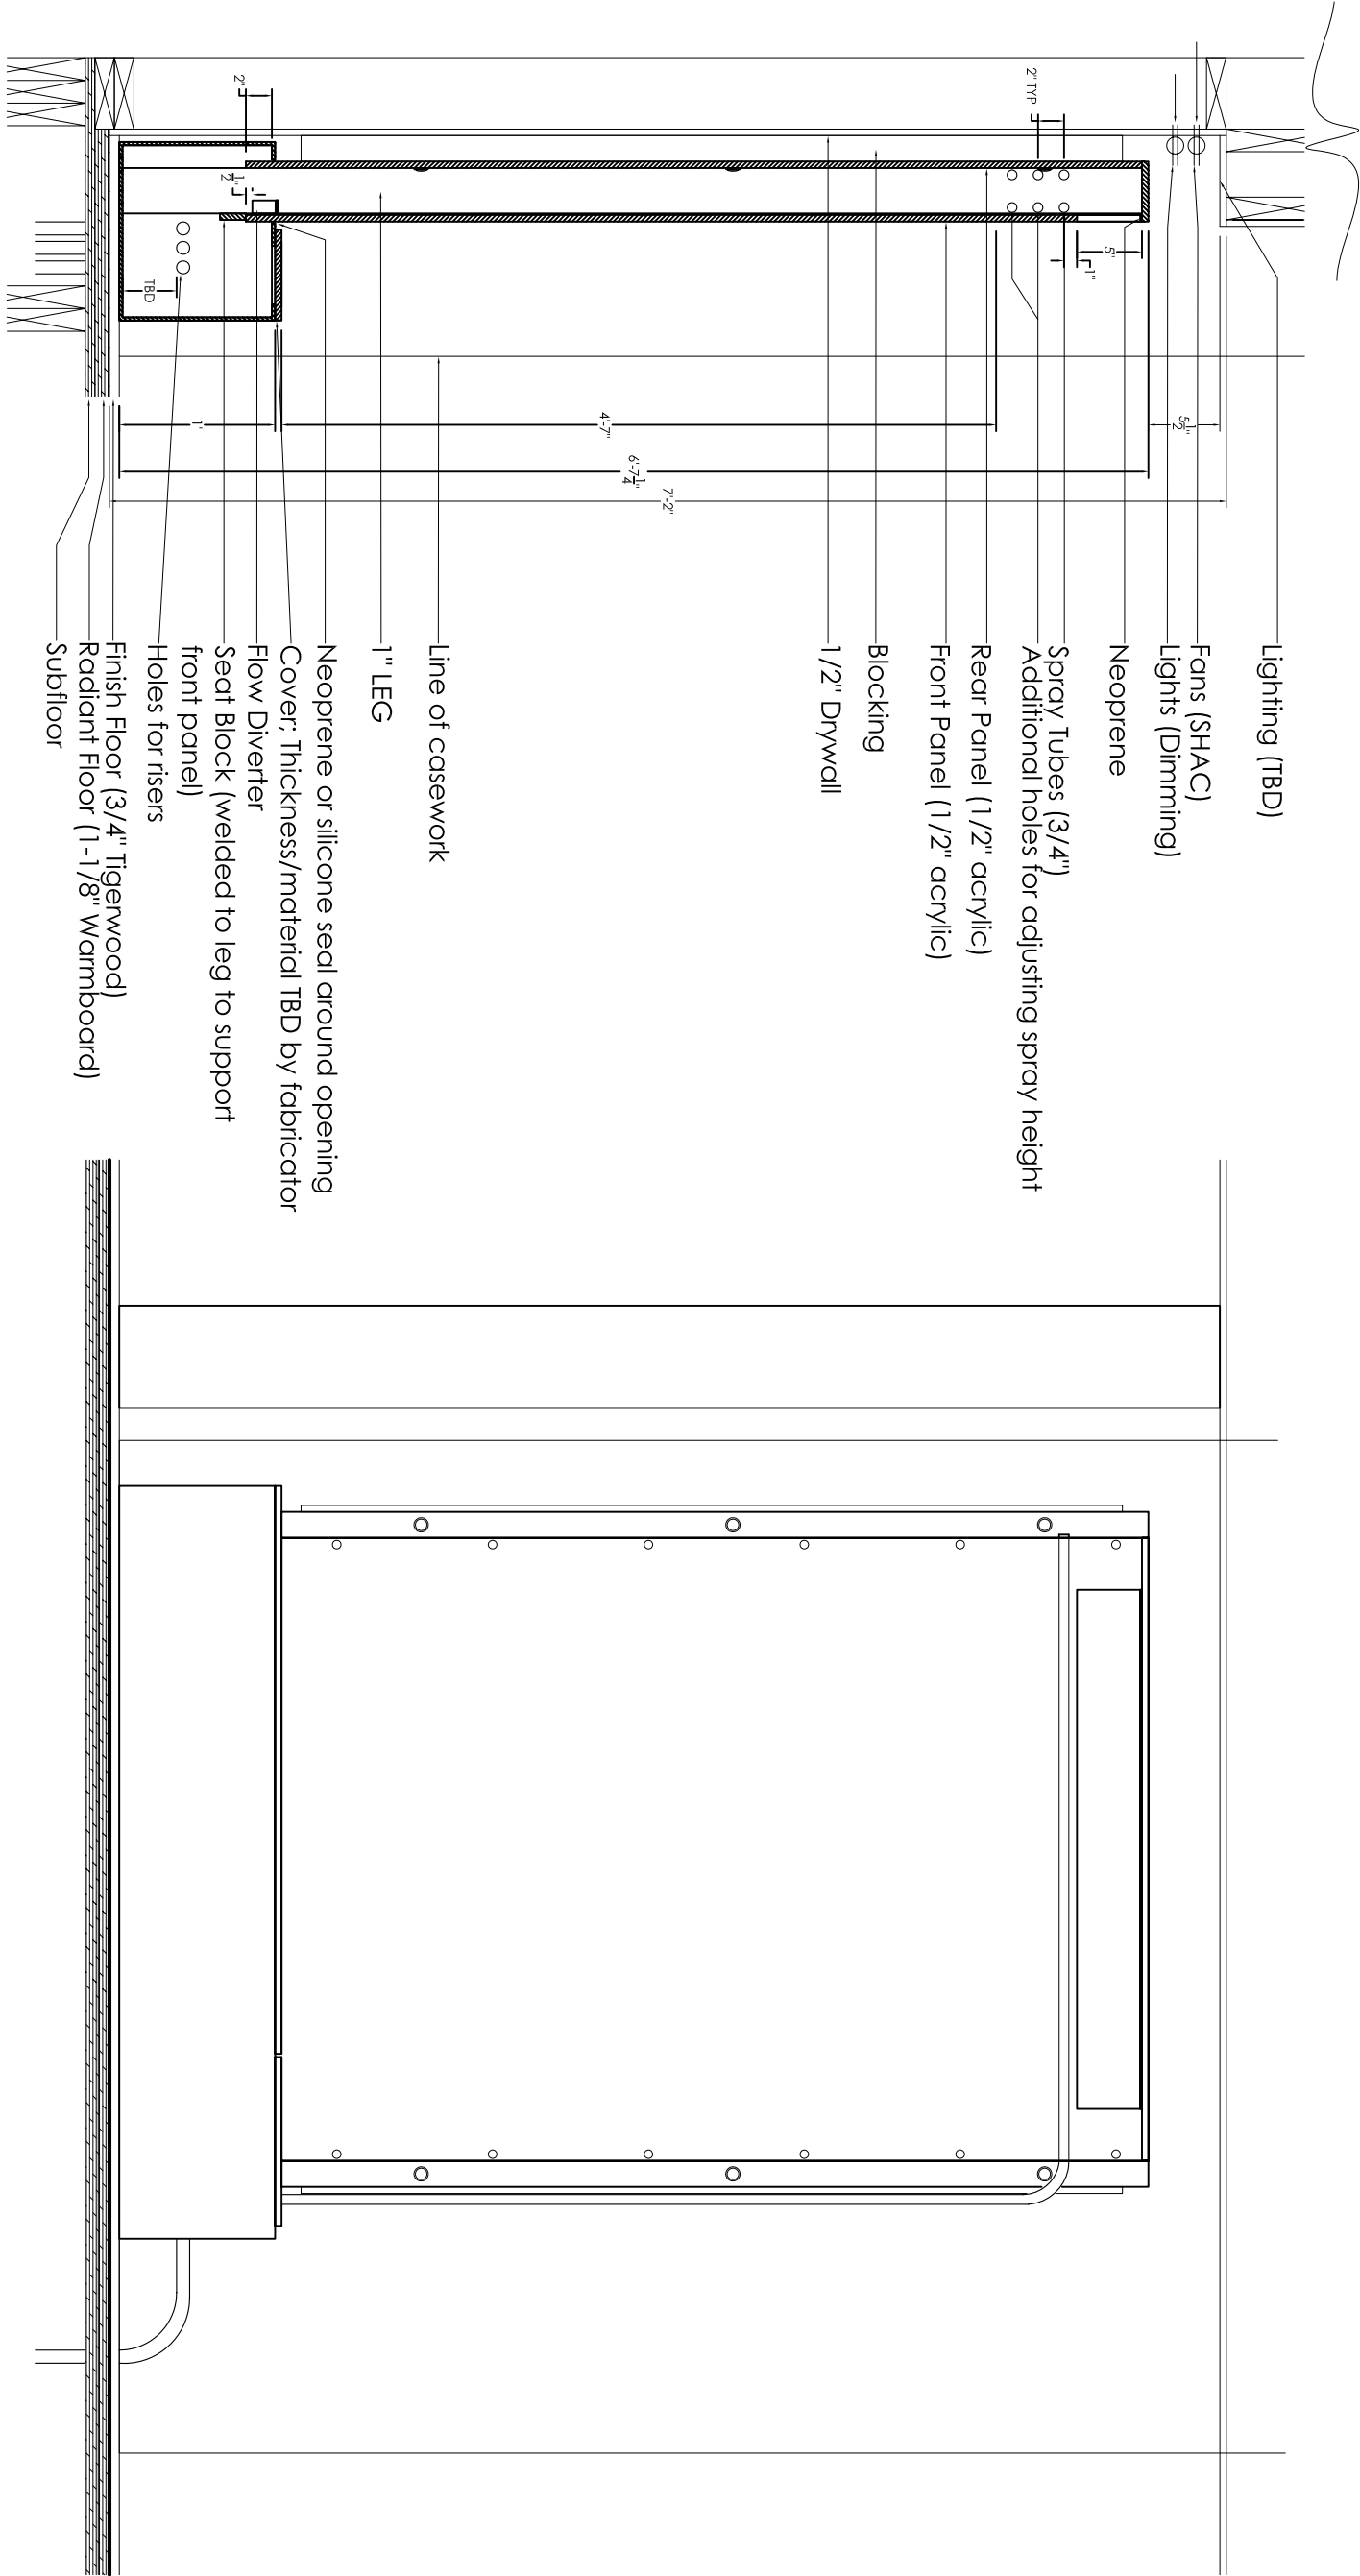 Lighting (TBD)
Fans (SHAC)
Lights (Dimming)
Neoprene
Spray Tubes (3/4")
Additional holes for adjusting spray height
Rear Panel (1/2" acrylic)
Front Panel (1/2" acrylic)
Blocking
1/2" Drywall
Line of casework
1" LEG
Neoprene or silicone seal around opening
Cover; Thickness/material TBD by fabricator
Flow Diverter
Seat Block (welded to leg to support
front panel)
Holes for risers
Finish Floor (3/4" Tigerwood)
Radiant Floor (1-1/8" Warmboard)
Subfloor
2" TYP
5"
1"
5 1/2"
4'-7"
6'-7 1/4"
7'-2"
1'
2"
1/2"
TBD